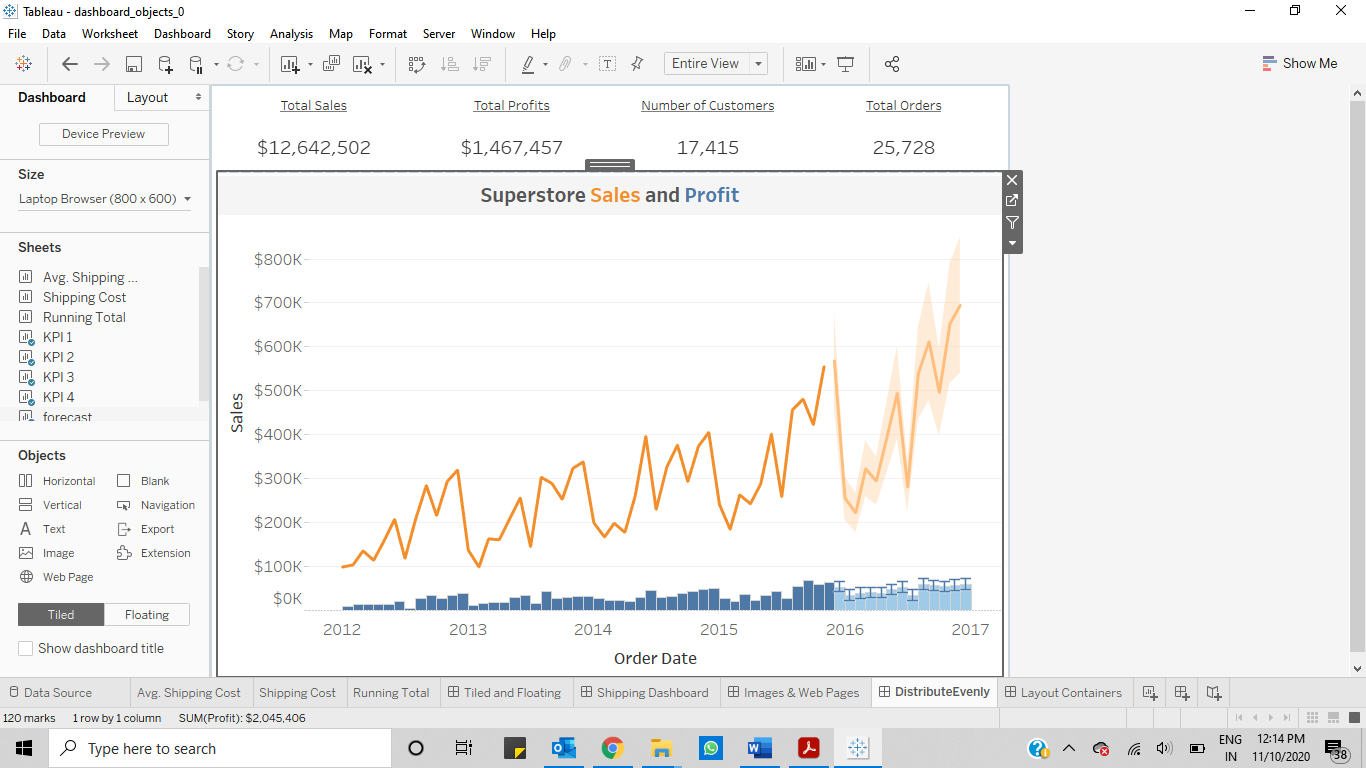 Tableau - dashboard_objects_0
File Data Worksheet Dashboard Story Analysis Map Format Server Window Help
Entire View
Show Me
Dashboard Layout
Device Preview
Size
Laptop Browser (800 x 600)
Sheets
Avg. Shipping ...
Shipping Cost
Running Total
KPI 1
KPI 2
KPI 3
KPI 4
forecast
Objects
Horizontal Blank
Vertical Navigation
Text Export
Image Extension
Web Page
Tiled Floating
Show dashboard title
Total Sales Total Profits Number of Customers Total Orders
$12,642,502 $1,467,457 17,415 25,728
Superstore Sales and Profit
Sales
$800K
$700K
$600K
$500K
$400K
$300K
$200K
$100K
$0K
2012 2013 2014 2015 2016 2017
Order Date
Data Source Avg. Shipping Cost Shipping Cost Running Total Tiled and Floating Shipping Dashboard Images & Web Pages DistributeEvenly Layout Containers
120 marks 1 row by 1 column SUM(Profit): $2,045,406
Type here to search
ENG
IN
12:14 PM
11/10/2020
38